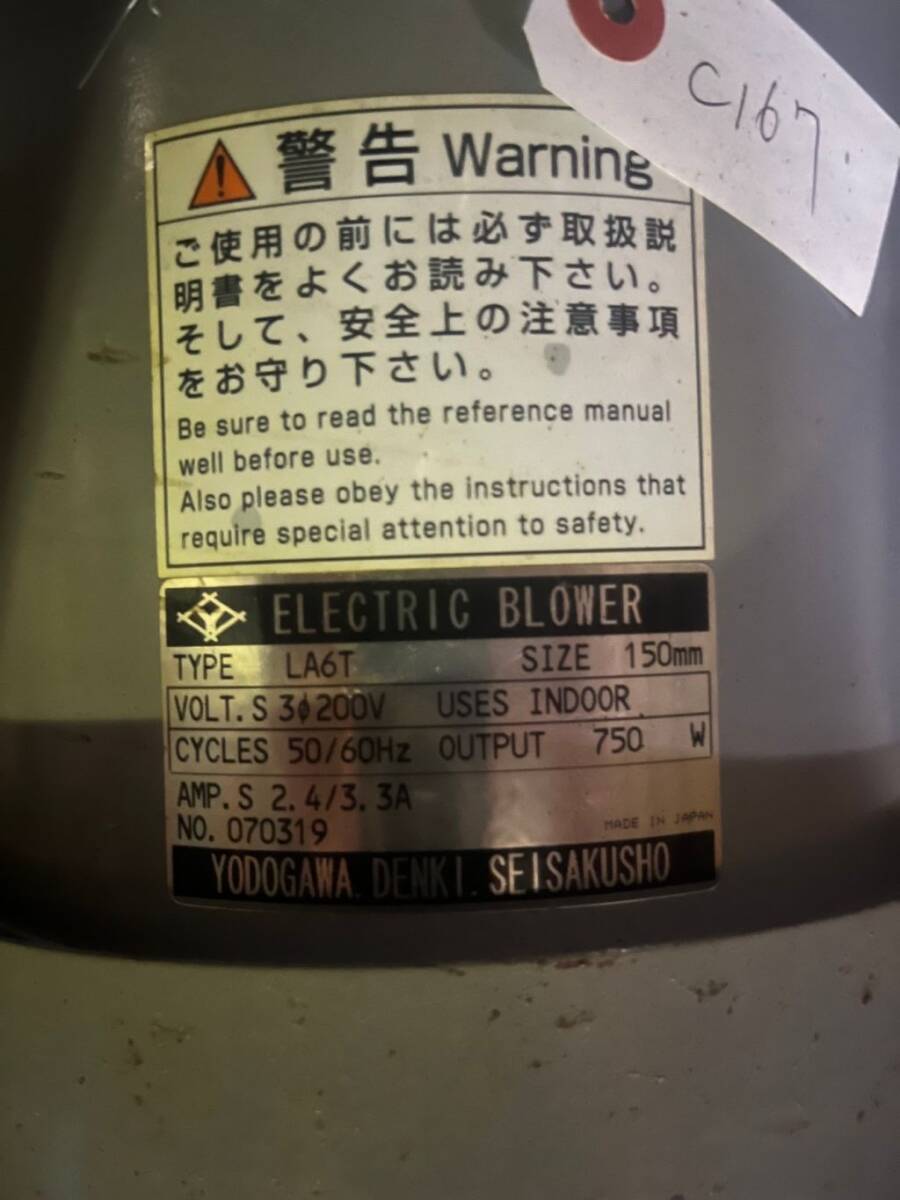 C167
警告 Warning
ご使用の前には必ず取扱説
明書をよくお読み下さい。
そして、安全上の注意事項
をお守り下さい。
Be sure to read the reference manual
well before use.
Also please obey the instructions that
require special attention to safety.
ELECTRIC BLOWER
TYPE LA6T SIZE 150mm
VOLT.S 3ϕ200V USES INDOOR
CYCLES 50/60Hz OUTPUT 750 W
AMP.S 2.4/3.3A
NO. 070319 MADE IN JAPAN
YODOGAWA.DENKI.SEISAKUSHO